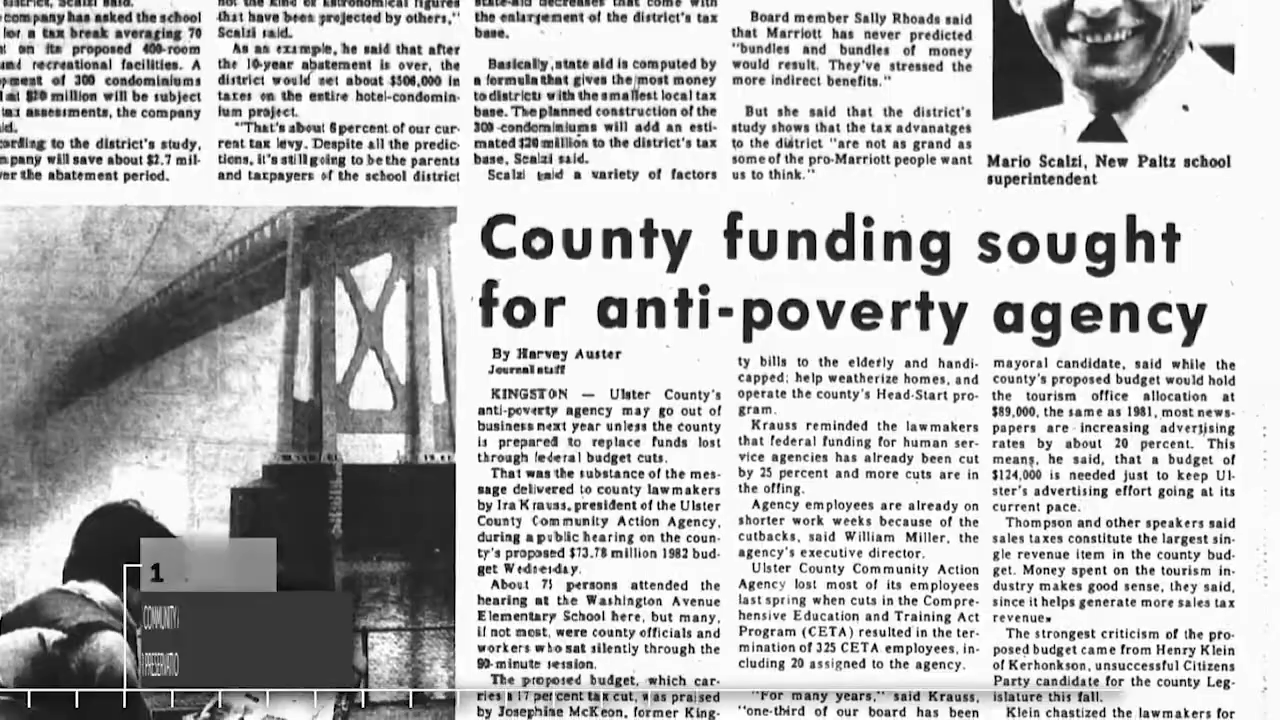 company has asked the school
for a tax break averaging 70
on its proposed 400-room
and recreational facilities. A
of 300 condominiums
at $20 million will be subject
tax assessments, the company
according to the district's study,
company will save about $2.7 mil-
over the abatement period.
not the kind of astronomical figures
that have been projected by others,"
Scalzi said.
As as example, he said that after
the 10-year abatement is over, the
district would net about $506,000 in
taxes on the entire hotel-condomin-
ium project.
"That's about 6 percent of our cur-
rent tax levy. Despite all the predic-
tions, it's still going to be the parents
and taxpayers of the school district
state-aid decreases that come with
the enlargement of the district's tax
base.
Basically, state aid is computed by
a formula that gives the most money
to districts with the smallest local tax
base. The planned construction of the
300 condominiums will add an esti-
mated $20 million to the district's tax
base, Scalzi said.
Scalzi said a variety of factors
Board member Sally Rhoads said
that Marriott has never predicted
"bundles and bundles of money
would result. They've stressed the
more indirect benefits."
But she said that the district's
study shows that the tax advanatges
to the district "are not as grand as
some of the pro-Marriott people want
us to think."
Mario Scalzi, New Paltz school
superintendent
County funding sought
for anti-poverty agency
By Harvey Auster
Journal staff
KINGSTON — Ulster County's
anti-poverty agency may go out of
business next year unless the county
is prepared to replace funds lost
through federal budget cuts.
That was the substance of the mes-
sage delivered to county lawmakers
by Ira Krauss, president of the Ulster
County Community Action Agency,
during a public hearing on the coun-
ty's proposed $73.78 million 1982 bud-
get Wednesday.
About 75 persons attended the
hearing at the Washington Avenue
Elementary School here, but many,
if not most, were county officials and
workers who sat silently through the
90-minute session.
The proposed budget, which car-
ries a 17 percent tax cut, was praised
by Josephine McKeon, former King-
ty bills to the elderly and handi-
capped; help weatherize homes, and
operate the county's Head-Start pro-
gram.
Krauss reminded the lawmakers
that federal funding for human ser-
vice agencies has already been cut
by 25 percent and more cuts are in
the offing.
Agency employees are already on
shorter work weeks because of the
cutbacks, said William Miller, the
agency's executive director.
Ulster County Community Action
Agency lost most of its employees
last spring when cuts in the Compre-
hensive Education and Training Act
Program (CETA) resulted in the ter-
mination of 325 CETA employees, in-
cluding 20 assigned to the agency.
"For many years," said Krauss,
"one-third of our board has been
mayoral candidate, said while the
county's proposed budget would hold
the tourism office allocation at
$89,000, the same as 1981, most news-
papers are increasing advertising
rates by about 20 percent. This
means, he said, that a budget of
$124,000 is needed just to keep Ul-
ster's advertising effort going at its
current pace.
Thompson and other speakers said
sales taxes constitute the largest sin-
gle revenue item in the county bud-
get. Money spent on the tourism in-
dustry makes good sense, they said,
since it helps generate more sales tax
revenue.
The strongest criticism of the pro-
posed budget came from Henry Klein
of Kerhonkson, unsuccessful Citizens
Party candidate for the county Leg-
islature this fall.
Klein chastized the lawmakers for
1
COMMUNITY
PRESERVATIO